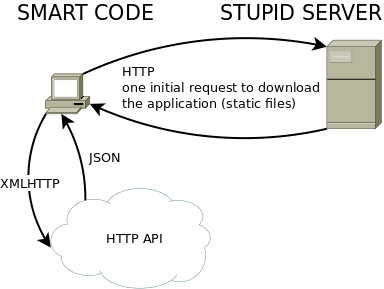 SMART CODE
STUPID SERVER
HTTP
one initial request to download
the application (static files)
JSON
XMLHTTP
HTTP API